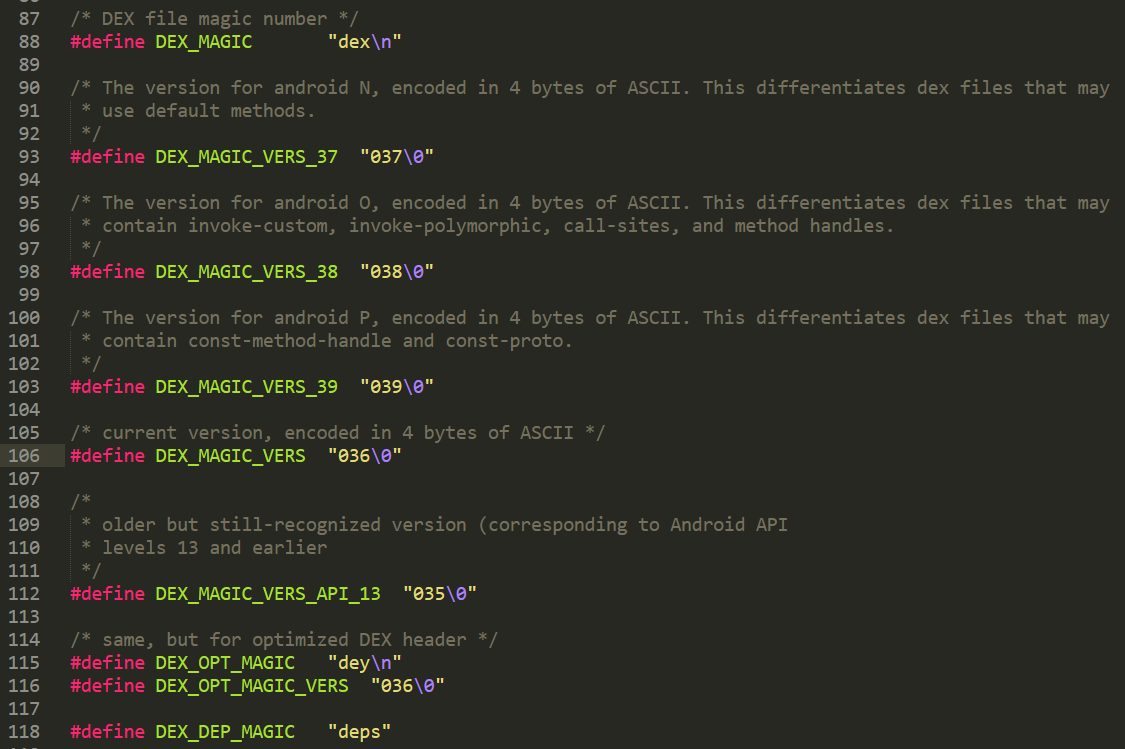 87 /* DEX file magic number */
88 #define DEX_MAGIC       "dex\n"
89
90 /* The version for android N, encoded in 4 bytes of ASCII. This differentiates dex files that may
91  * use default methods.
92  */
93 #define DEX_MAGIC_VERS_37  "037\0"
94
95 /* The version for android O, encoded in 4 bytes of ASCII. This differentiates dex files that may
96  * contain invoke-custom, invoke-polymorphic, call-sites, and method handles.
97  */
98 #define DEX_MAGIC_VERS_38  "038\0"
99
100 /* The version for android P, encoded in 4 bytes of ASCII. This differentiates dex files that may
101  * contain const-method-handle and const-proto.
102  */
103 #define DEX_MAGIC_VERS_39  "039\0"
104
105 /* current version, encoded in 4 bytes of ASCII */
106 #define DEX_MAGIC_VERS  "036\0"
107
108 /*
109  * older but still-recognized version (corresponding to Android API
110  * levels 13 and earlier
111  */
112 #define DEX_MAGIC_VERS_API_13  "035\0"
113
114 /* same, but for optimized DEX header */
115 #define DEX_OPT_MAGIC   "dey\n"
116 #define DEX_OPT_MAGIC_VERS  "036\0"
117
118 #define DEX_DEP_MAGIC   "deps"